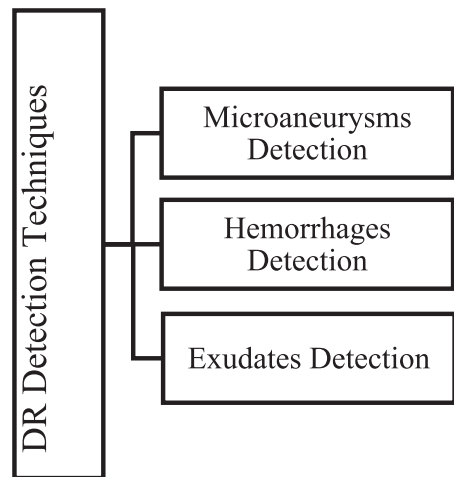 DR Detection Techniques
Microaneurysms
Detection
Hemorrhages
Detection
Exudates Detection